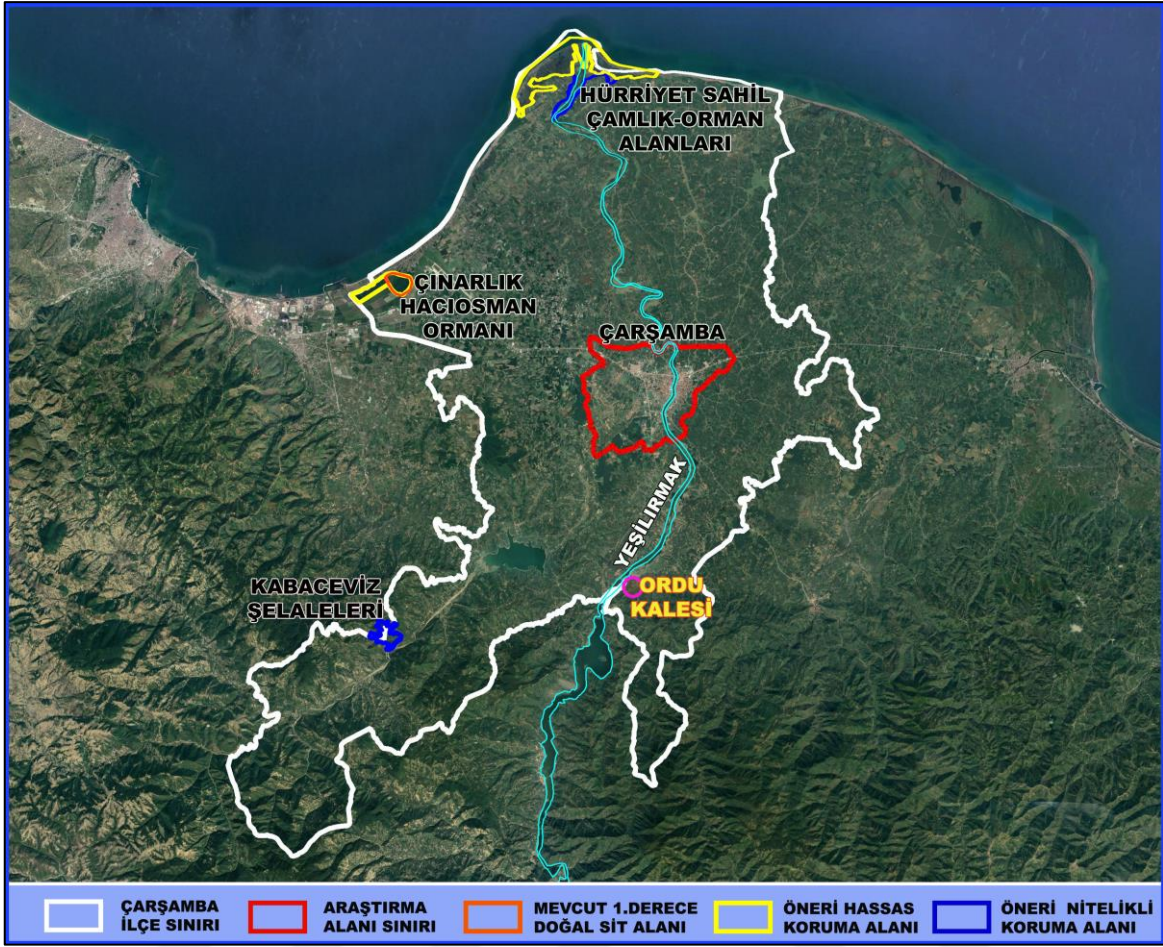 HÜRRİYET SAHİL
ÇAMLIK-ORMAN
ALANLARI
ÇINARLIK
HACIOSMAN
ORMANI
ÇARŞAMBA
YEŞİLIRMAK
KABACEVİZ
ŞELALELERİ
ORDU
KALESİ
ÇARŞAMBA
İLÇE SINIRI
ARAŞTIRMA
ALANI SINIRI
MEVCUT 1.DERECE
DOĞAL SİT ALANI
ÖNERİ HASSAS
KORUMA ALANI
ÖNERİ NİTELİKLİ
KORUMA ALANI